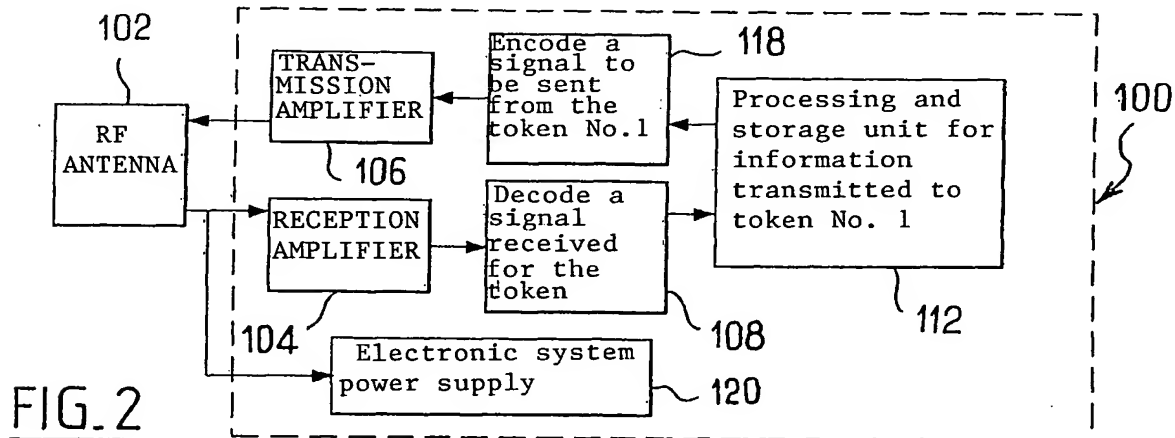 102
RF
ANTENNA
TRANS-
MISSION
AMPLIFIER
106
Encode a
signal to
be sent
from the
token No.1
118
Processing and
storage unit for
information
transmitted to
token No. 1
112
100
RECEPTION
AMPLIFIER
104
Decode a
signal
received
for the
token
108
Electronic system
power supply
120
FIG. 2